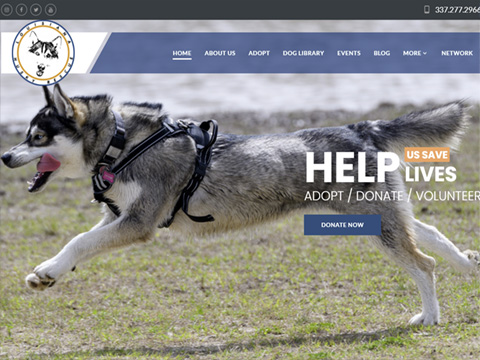 337.277.2966
HOME ABOUT US ADOPT DOG LIBRARY EVENTS BLOG MORE NETWORK
HELP US SAVE LIVES
ADOPT / DONATE / VOLUNTEER
DONATE NOW